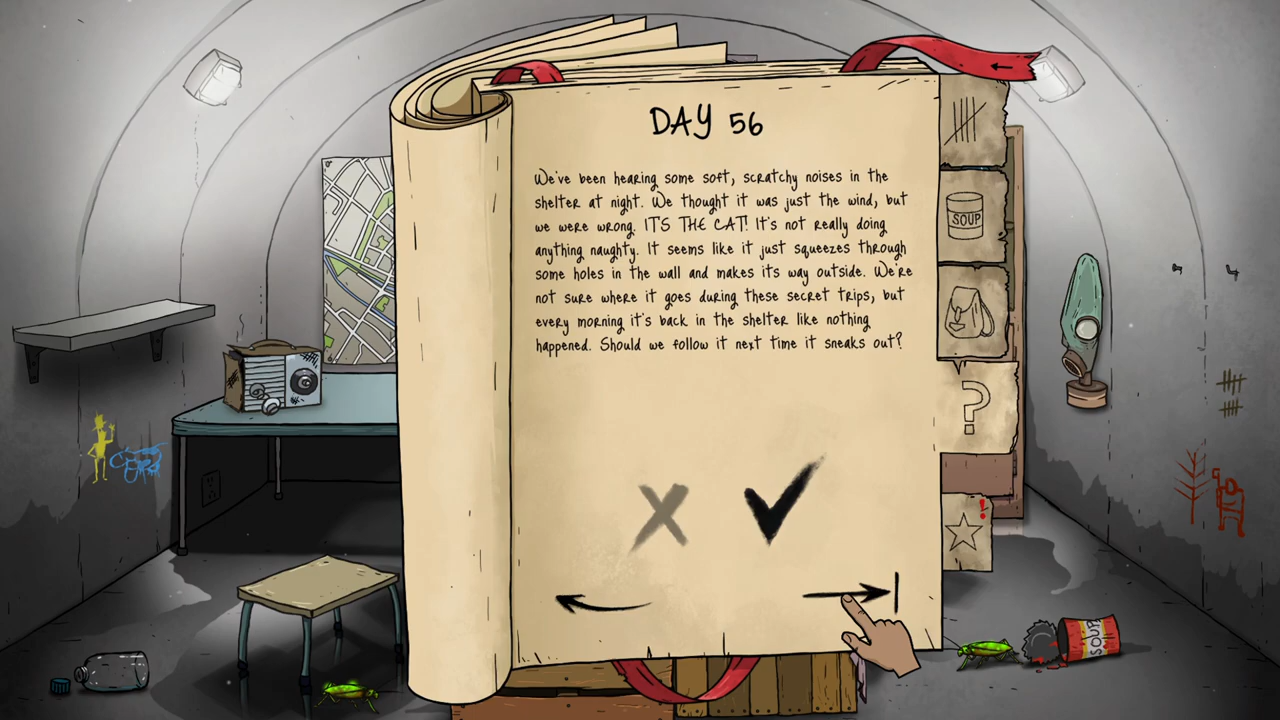 DAY 56
We've been hearing some soft, scratchy noises in the
shelter at night. We thought it was just the wind, but
we were wrong. IT'S THE CAT! It's not really doing
anything naughty. It seems like it just squeezes through
some holes in the wall and makes its way outside. We're
not sure where it goes during these secret trips, but
every morning it's back in the shelter like nothing
happened. Should we follow it next time it sneaks out?
SOUP
?
!
SOUP